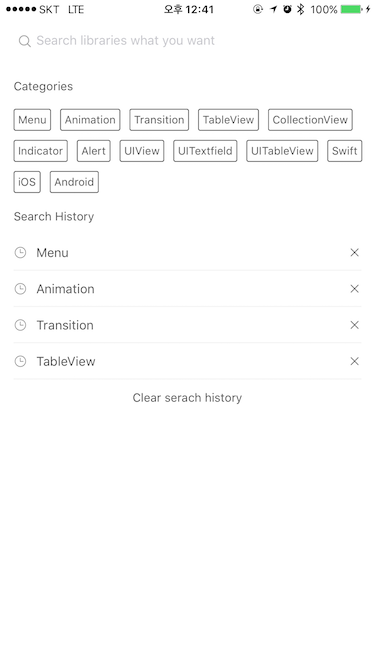 SKT LTE 오후 12:41 100%
Search libraries what you want
Categories
Menu Animation Transition TableView CollectionView
Indicator Alert UIView UITextfield UITableView Swift
iOS Android
Search History
Menu
Animation
Transition
TableView
Clear serach history